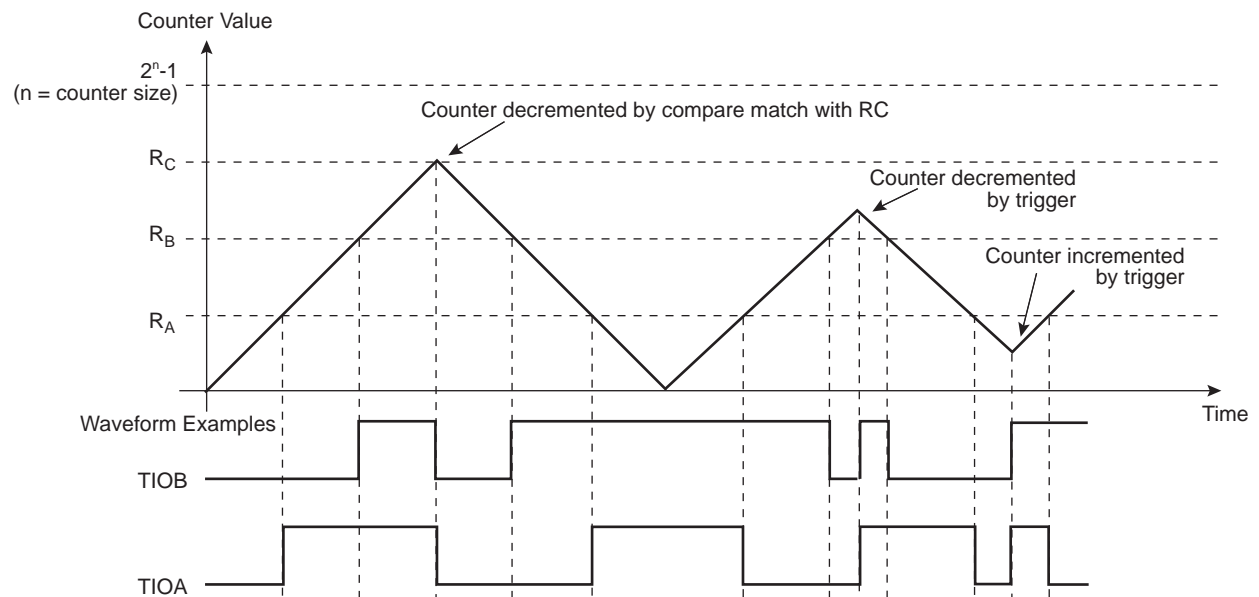 Counter Value
2ⁿ-1
(n = counter size)
Counter decremented by compare match with RC
R_C
Counter decremented
by trigger
R_B
Counter incremented
by trigger
R_A
Time
Waveform Examples
TIOB
TIOA